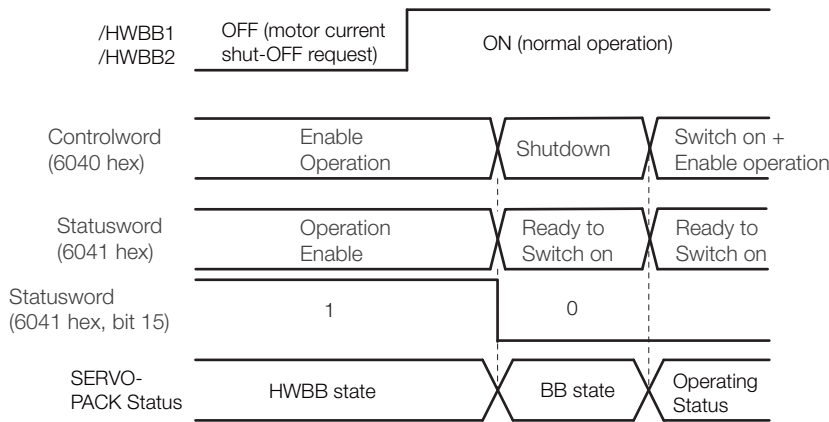 /HWBB1
/HWBB2
OFF (motor current
shut-OFF request)
ON (normal operation)
Controlword
(6040 hex)
Enable
Operation
Shutdown
Switch on +
Enable operation
Statusword
(6041 hex)
Operation
Enable
Ready to
Switch on
Ready to
Switch on
Statusword
(6041 hex, bit 15)
1
0
SERVO-
PACK Status
HWBB state
BB state
Operating
Status